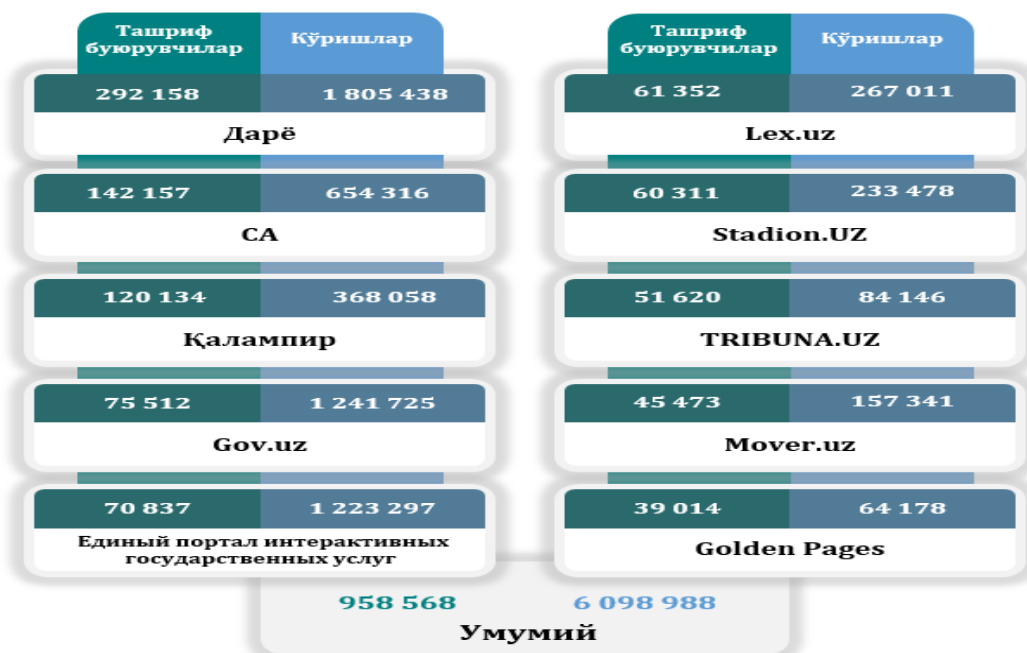 Ташриф
буюрувчилар
Кўришлар
292 158
1 805 438
Дарё
142 157
654 316
CA
120 134
368 058
Қалампир
75 512
1 241 725
Gov.uz
70 837
1 223 297
Единый портал интерактивных
государственных услуг
Ташриф
буюрувчилар
Кўришлар
61 352
267 011
Lex.uz
60 311
233 478
Stadion.UZ
51 620
84 146
TRIBUNA.UZ
45 473
157 341
Mover.uz
39 014
64 178
Golden Pages
958 568
6 098 988
Умумий